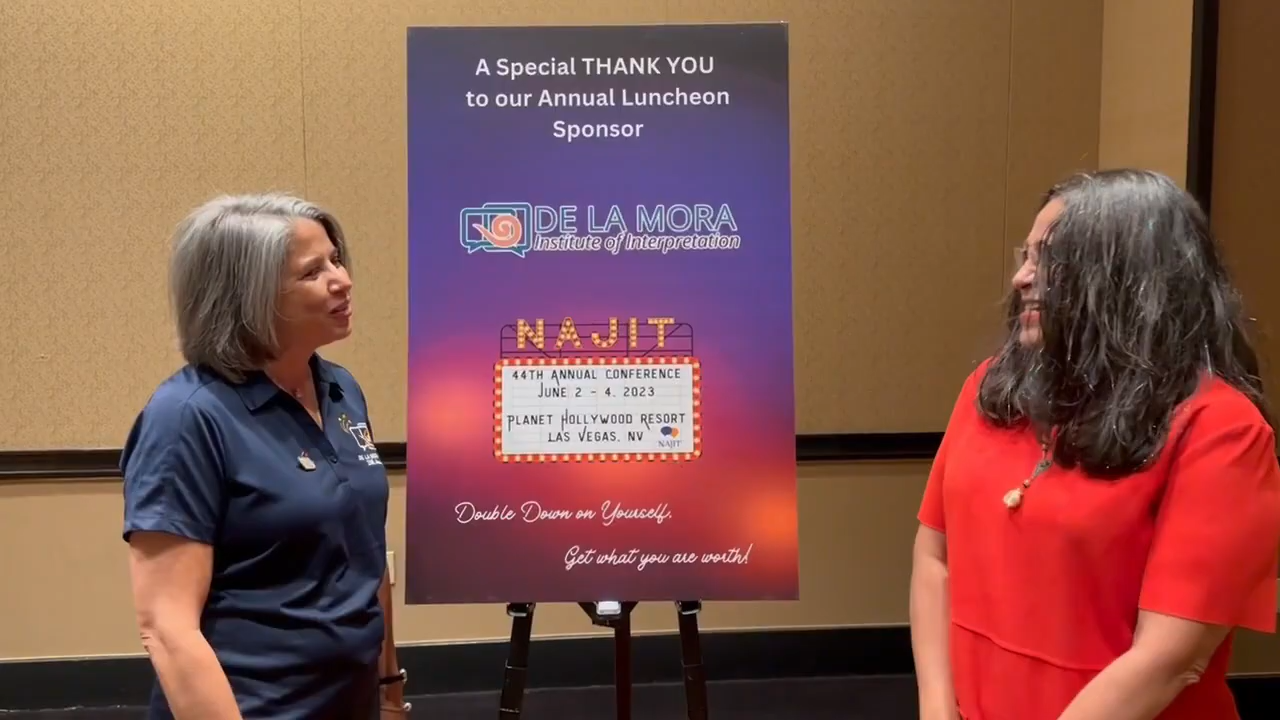 A Special THANK YOU
to our Annual Luncheon
Sponsor
DE LA MORA
Institute of Interpretation
NAJIT
44TH ANNUAL CONFERENCE
JUNE 2 - 4, 2023
PLANET HOLLYWOOD RESORT
LAS VEGAS, NV
NAJIT
Double Down on Yourself,
Get what you are worth!
DE LA